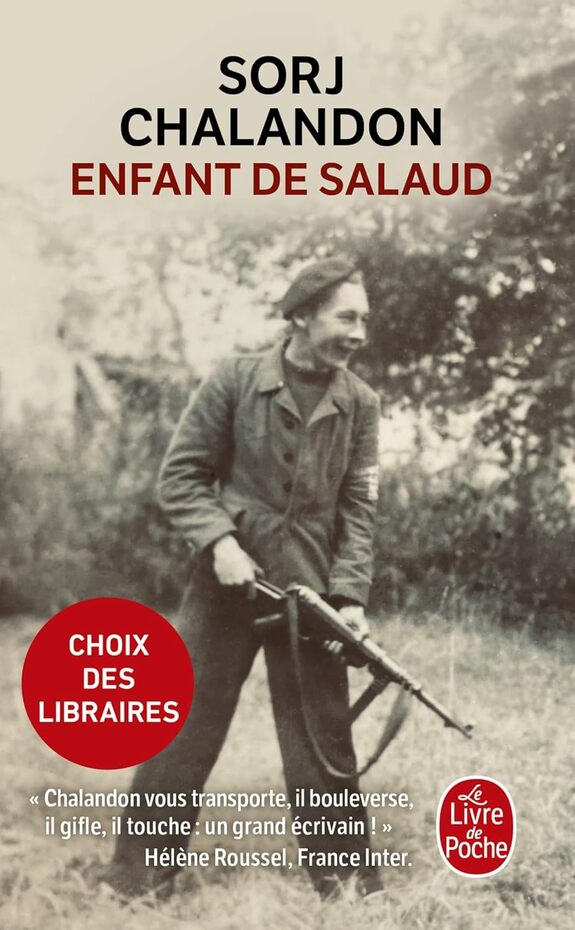 SORJ
CHALANDON
ENFANT DE SALAUD
CHOIX
DES
LIBRAIRES
« Chalandon vous transporte, il bouleverse,
il gifle, il touche : un grand écrivain ! »
Hélène Roussel, France Inter.
Le
Livre
de
Poche